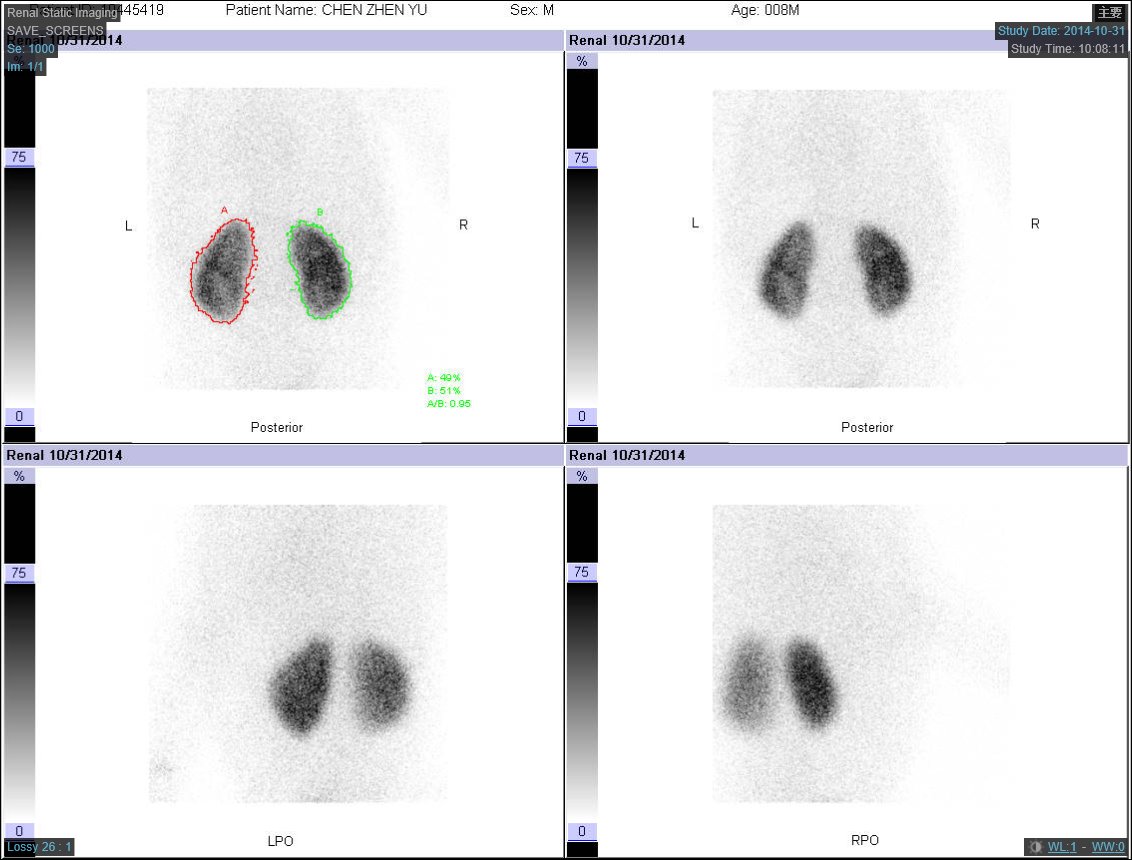 Renal Static Imaging
Patient Name: CHEN ZHEN YU
Sex: M
Age: 008M
主要
SAVE_SCREENS
Study Date: 2014-10-31
Se: 1000
Study Time: 10:08:11
Im: 1/1
Renal 10/31/2014
Renal 10/31/2014
%
75
75
A
B
L
R
L
R
A: 49%
B: 51%
A/B: 0.95
0
0
Posterior
Posterior
Renal 10/31/2014
Renal 10/31/2014
%
%
75
75
0
0
LPO
RPO
Lossy 26 : 1
WL:1 - WW:0